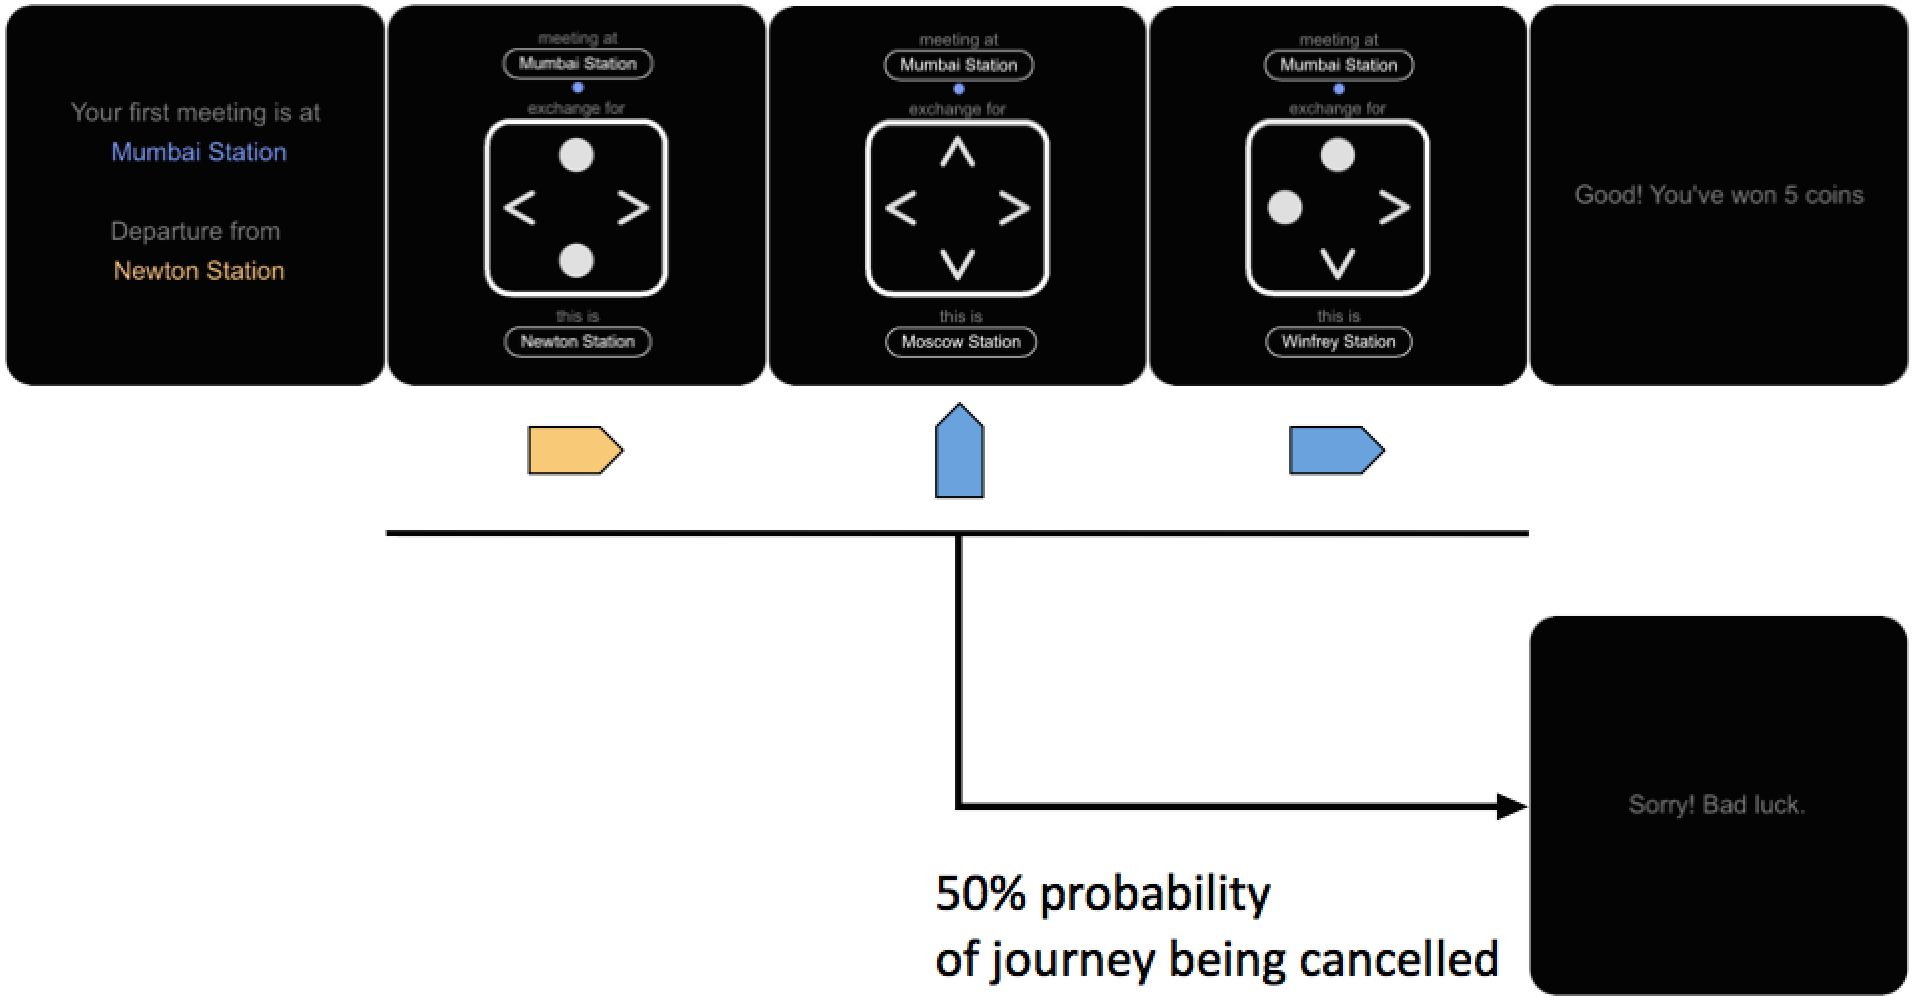 Your first meeting is at
Mumbai Station
Departure from
Newton Station
meeting at
Mumbai Station
exchange for
this is
Newton Station
meeting at
Mumbai Station
exchange for
this is
Moscow Station
meeting at
Mumbai Station
exchange for
this is
Winfrey Station
Good! You've won 5 coins
50% probability
of journey being cancelled
Sorry! Bad luck.